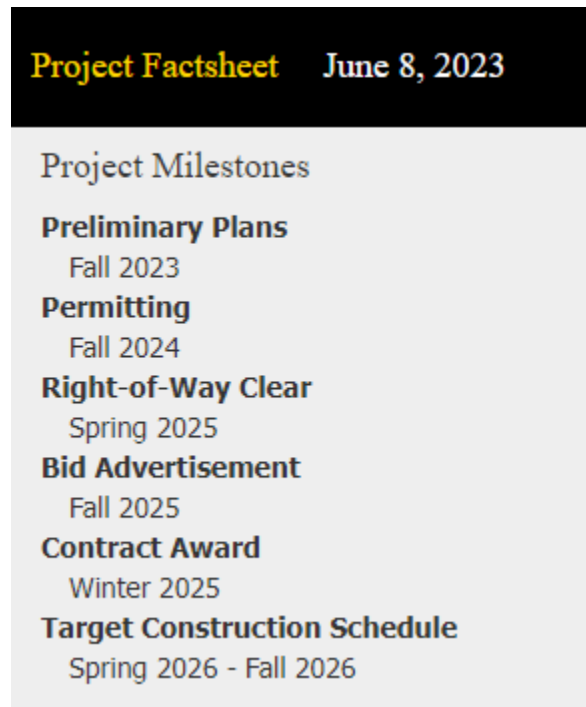 Project Factsheet June 8, 2023
Project Milestones
Preliminary Plans
Fall 2023
Permitting
Fall 2024
Right-of-Way Clear
Spring 2025
Bid Advertisement
Fall 2025
Contract Award
Winter 2025
Target Construction Schedule
Spring 2026 - Fall 2026